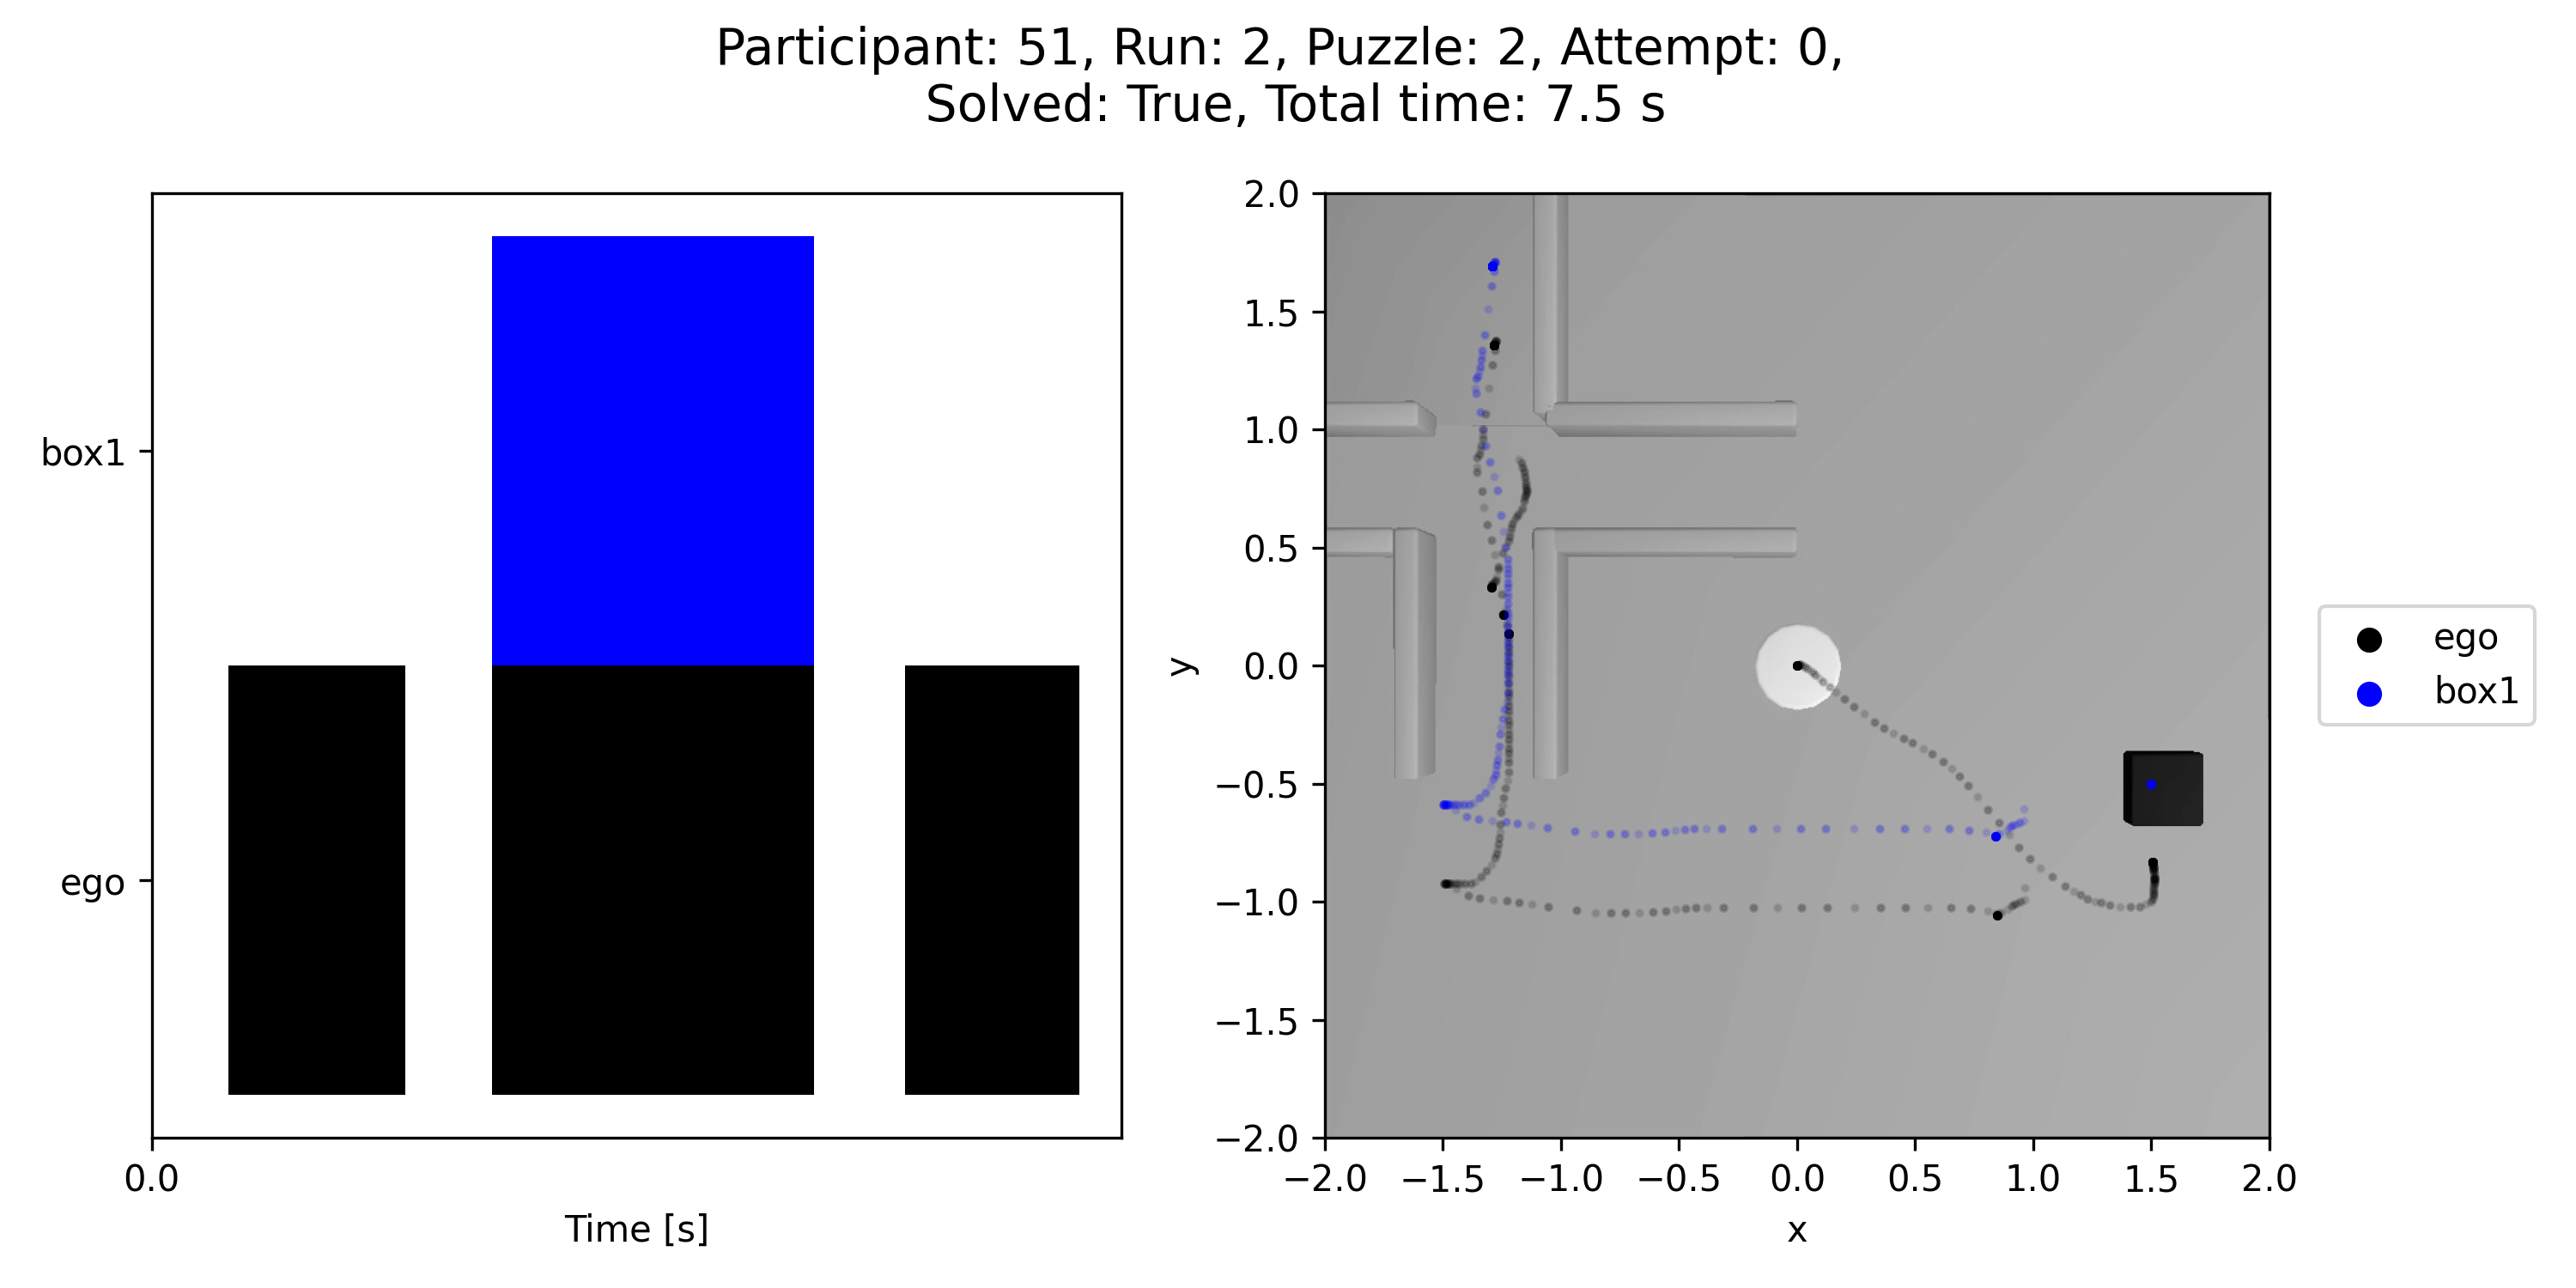 Participant: 51, Run: 2, Puzzle: 2, Attempt: 0,
Solved: True, Total time: 7.5 s
box1
ego
0.0
Time [s]
2.0
1.5
1.0
0.5
0.0
−0.5
−1.0
−1.5
−2.0
y
−2.0 −1.5 −1.0 −0.5 0.0 0.5 1.0 1.5 2.0
x
ego
box1